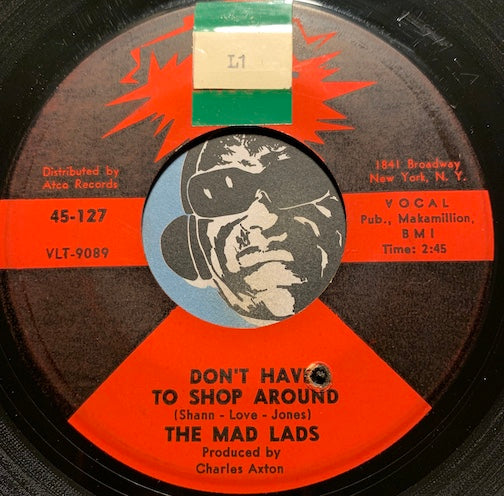 L1
Distributed by
Atco Records
1841 Broadway
New York, N. Y.
45-127
VLT-9089
VOCAL
Pub., Makamillion,
BMI
Time: 2:45
DON'T HAVE
TO SHOP AROUND
(Shann - Love - Jones)
THE MAD LADS
Produced by
Charles Axton